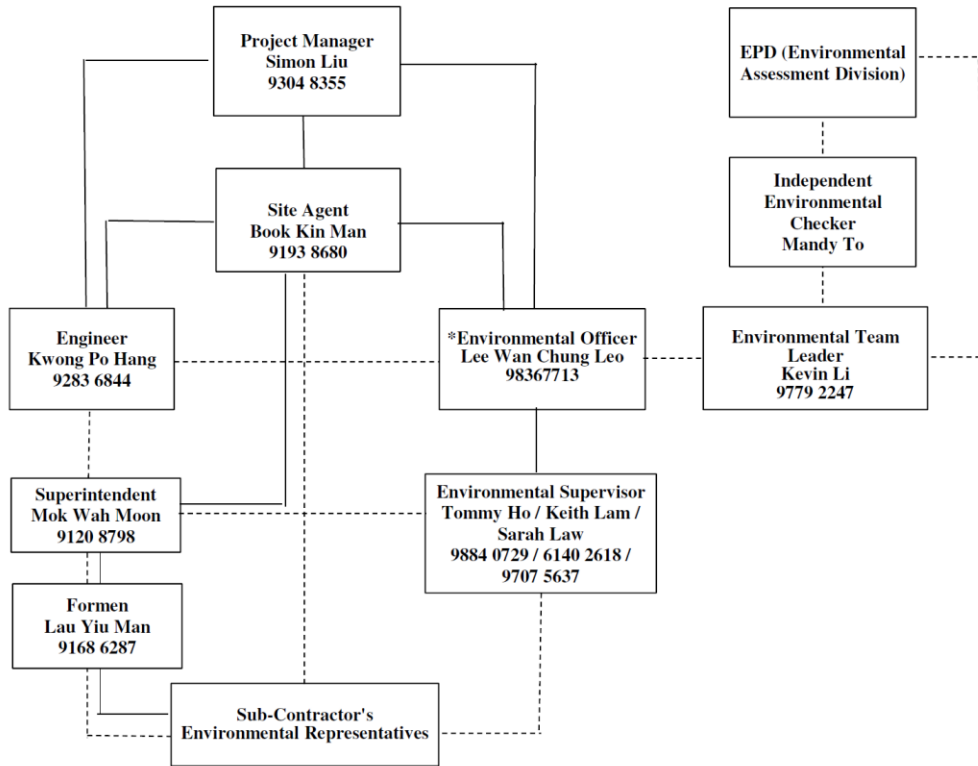 Project Manager
Simon Liu
9304 8355
EPD (Environmental
Assessment Division)
Site Agent
Book Kin Man
9193 8680
Independent
Environmental
Checker
Mandy To
Engineer
Kwong Po Hang
9283 6844
*Environmental Officer
Lee Wan Chung Leo
98367713
Environmental Team
Leader
Kevin Li
9779 2247
Superintendent
Mok Wah Moon
9120 8798
Environmental Supervisor
Tommy Ho / Keith Lam /
Sarah Law
9884 0729 / 6140 2618 /
9707 5637
Formen
Lau Yiu Man
9168 6287
Sub-Contractor's
Environmental Representatives